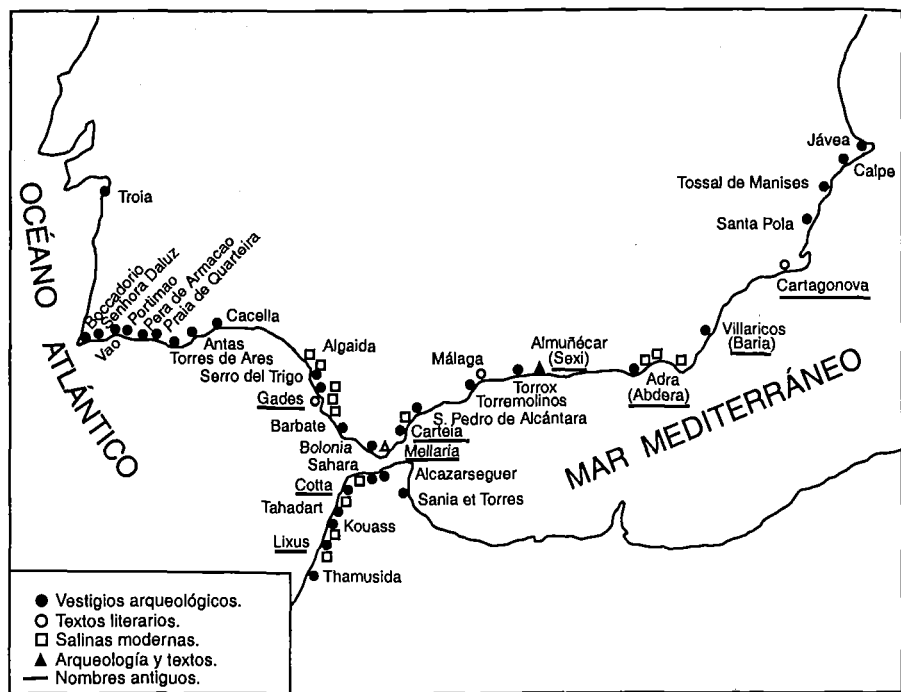 OCÉANO ATLÁNTICO
MAR MEDITERRÁNEO
Troia
Boccadorio
Senhora Daluz
Vao
Portimao
Pera de Armacao
Praia de Quarteira
Torres de Ares
Antas
Cacella
Algaida
Serro del Trigo
Gades
Barbate
Bolonia
Sahara
Mellaria
Carteia
S. Pedro de Alcántara
Torremolinos
Málaga
Torrox
Almuñécar
(Sexi)
Adra
(Abdera)
Villaricos
(Baria)
Cartagonova
Santa Pola
Tossal de Manises
Calpe
Jávea
Alcazarseguer
Sania et Torres
Cotta
Tahadart
Kouass
Lixus
Thamusida
Vestigios arqueológicos.
Textos literarios.
Salinas modernas.
Arqueología y textos.
Nombres antiguos.